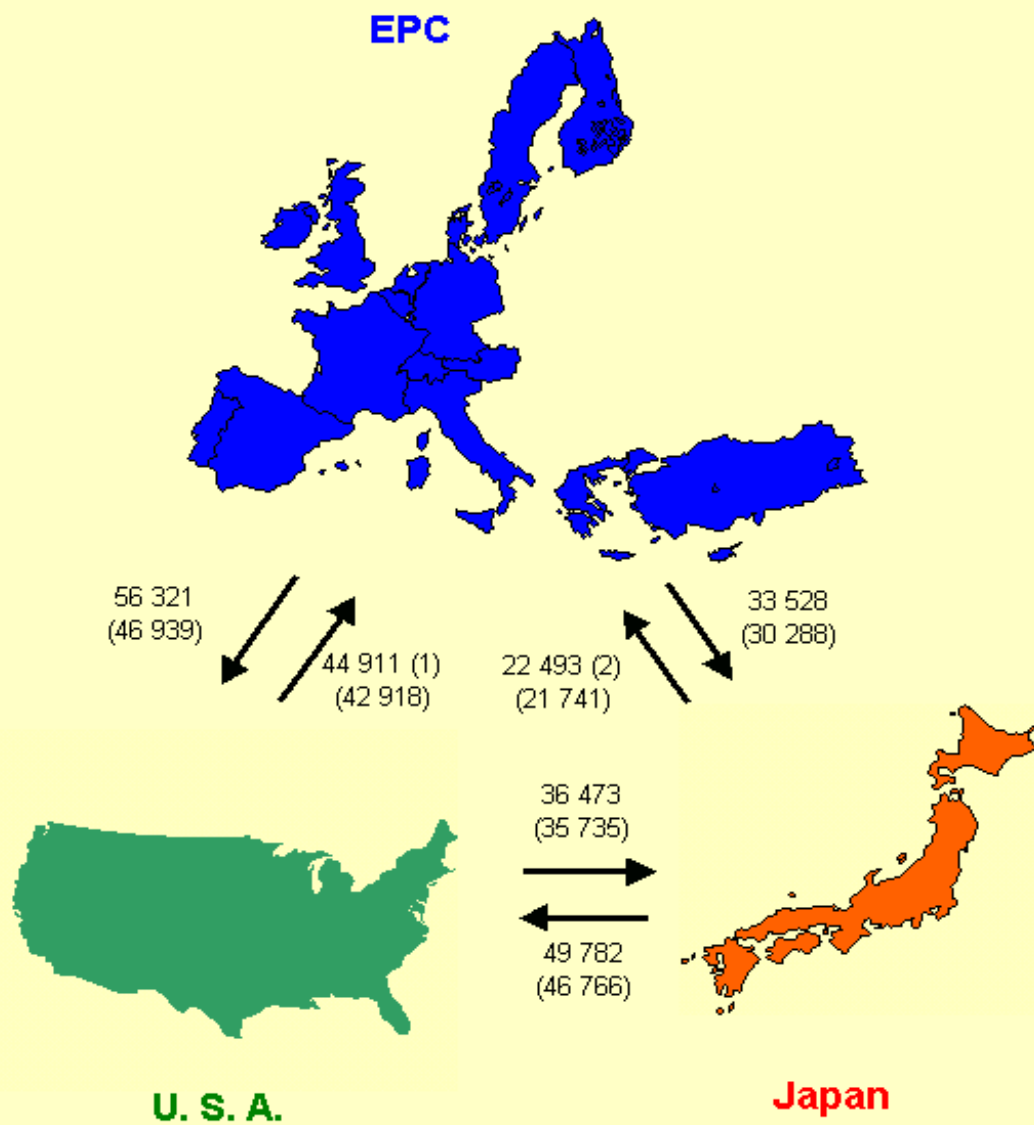 EPC
56 321
(46 939)
44 911 (1)
(42 918)
22 493 (2)
(21 741)
33 528
(30 288)
36 473
(35 735)
49 782
(46 766)
U. S. A.
Japan